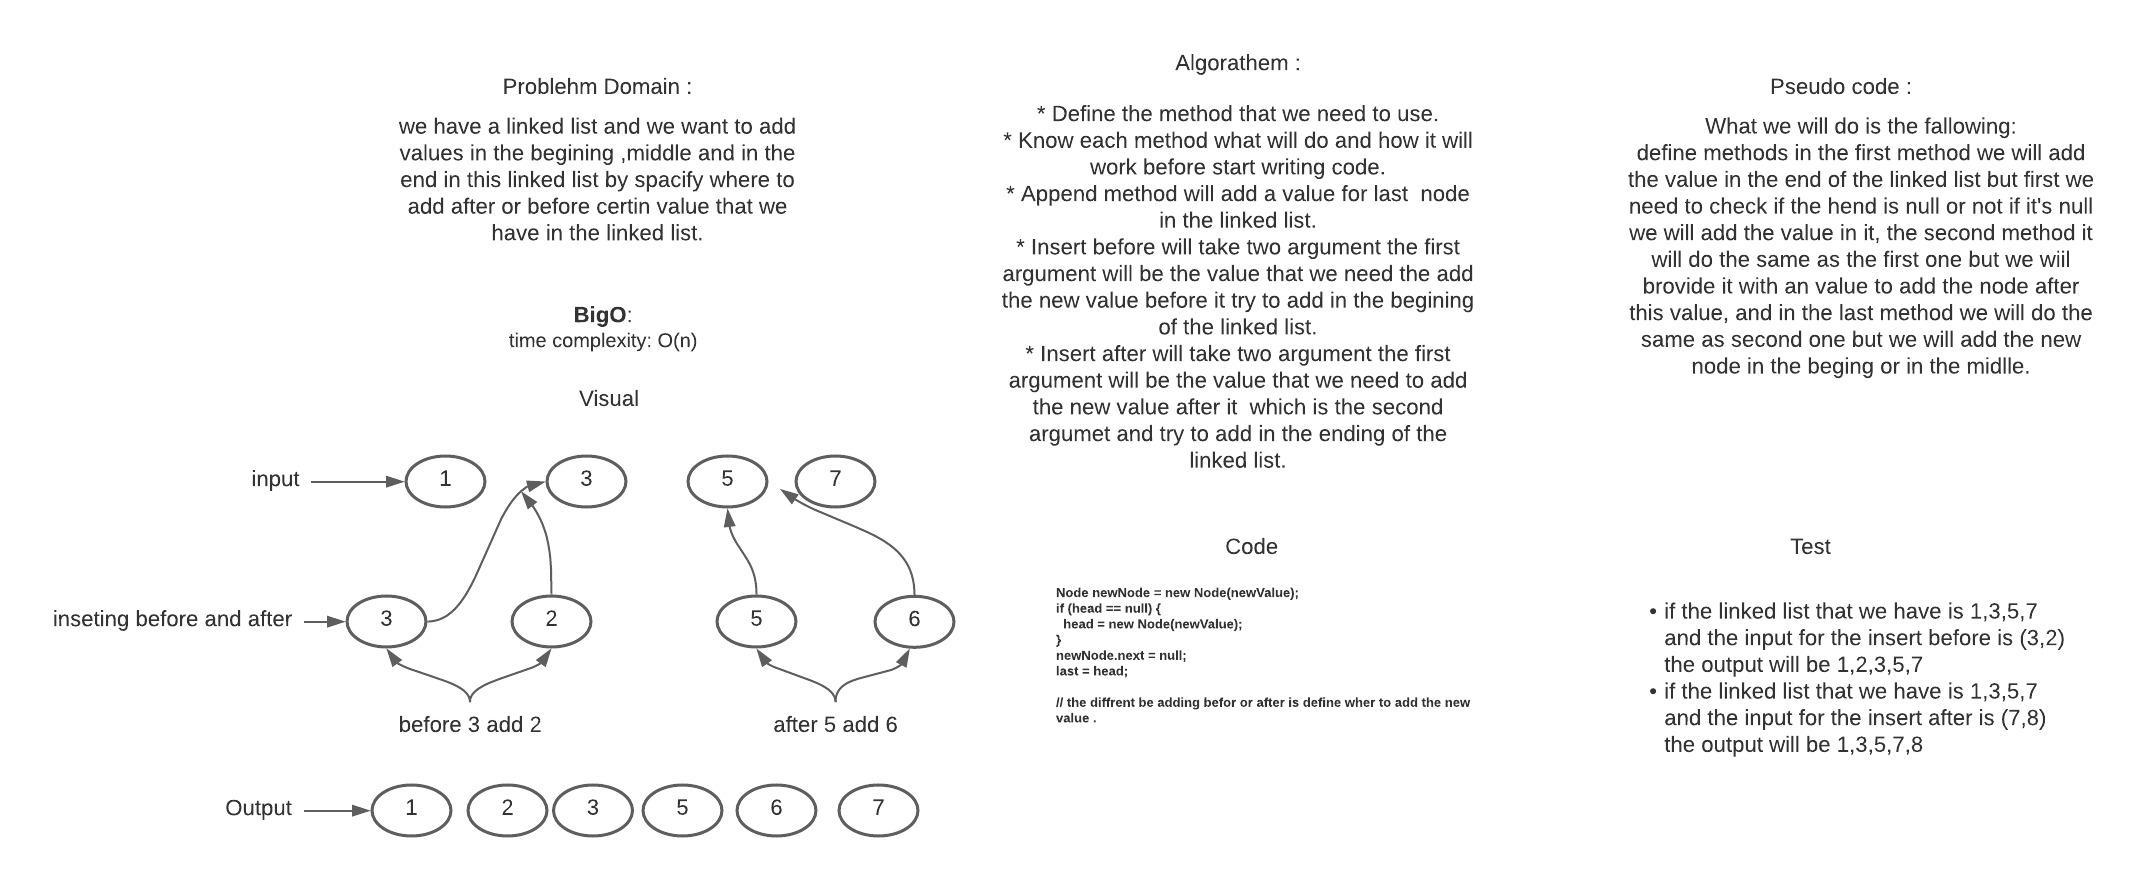 Problehm Domain :
we have a linked list and we want to add
values in the begining ,middle and in the
end in this linked list by spacify where to
add after or before certin value that we
have in the linked list.
BigO:
time complexity: O(n)
Visual
input
1
3
5
7
inseting before and after
3
2
5
6
before 3 add 2
after 5 add 6
Output
1
2
3
5
6
7
Algorathem :
* Define the method that we need to use.
* Know each method what will do and how it will
work before start writing code.
* Append method will add a value for last  node
in the linked list.
* Insert before will take two argument the first
argument will be the value that we need the add
the new value before it try to add in the begining
of the linked list.
* Insert after will take two argument the first
argument will be the value that we need to add
the new value after it  which is the second
argumet and try to add in the ending of the
linked list.
Code
Node newNode = new Node(newValue);
if (head == null) {
head = new Node(newValue);
}
newNode.next = null;
last = head;
// the diffrent be adding befor or after is define wher to add the new
value .
Pseudo code :
What we will do is the fallowing:
define methods in the first method we will add
the value in the end of the linked list but first we
need to check if the hend is null or not if it's null
we will add the value in it, the second method it
will do the same as the first one but we wiil
brovide it with an value to add the node after
this value, and in the last method we will do the
same as second one but we will add the new
node in the beging or in the midlle.
Test
• if the linked list that we have is 1,3,5,7
and the input for the insert before is (3,2)
the output will be 1,2,3,5,7
• if the linked list that we have is 1,3,5,7
and the input for the insert after is (7,8)
the output will be 1,3,5,7,8